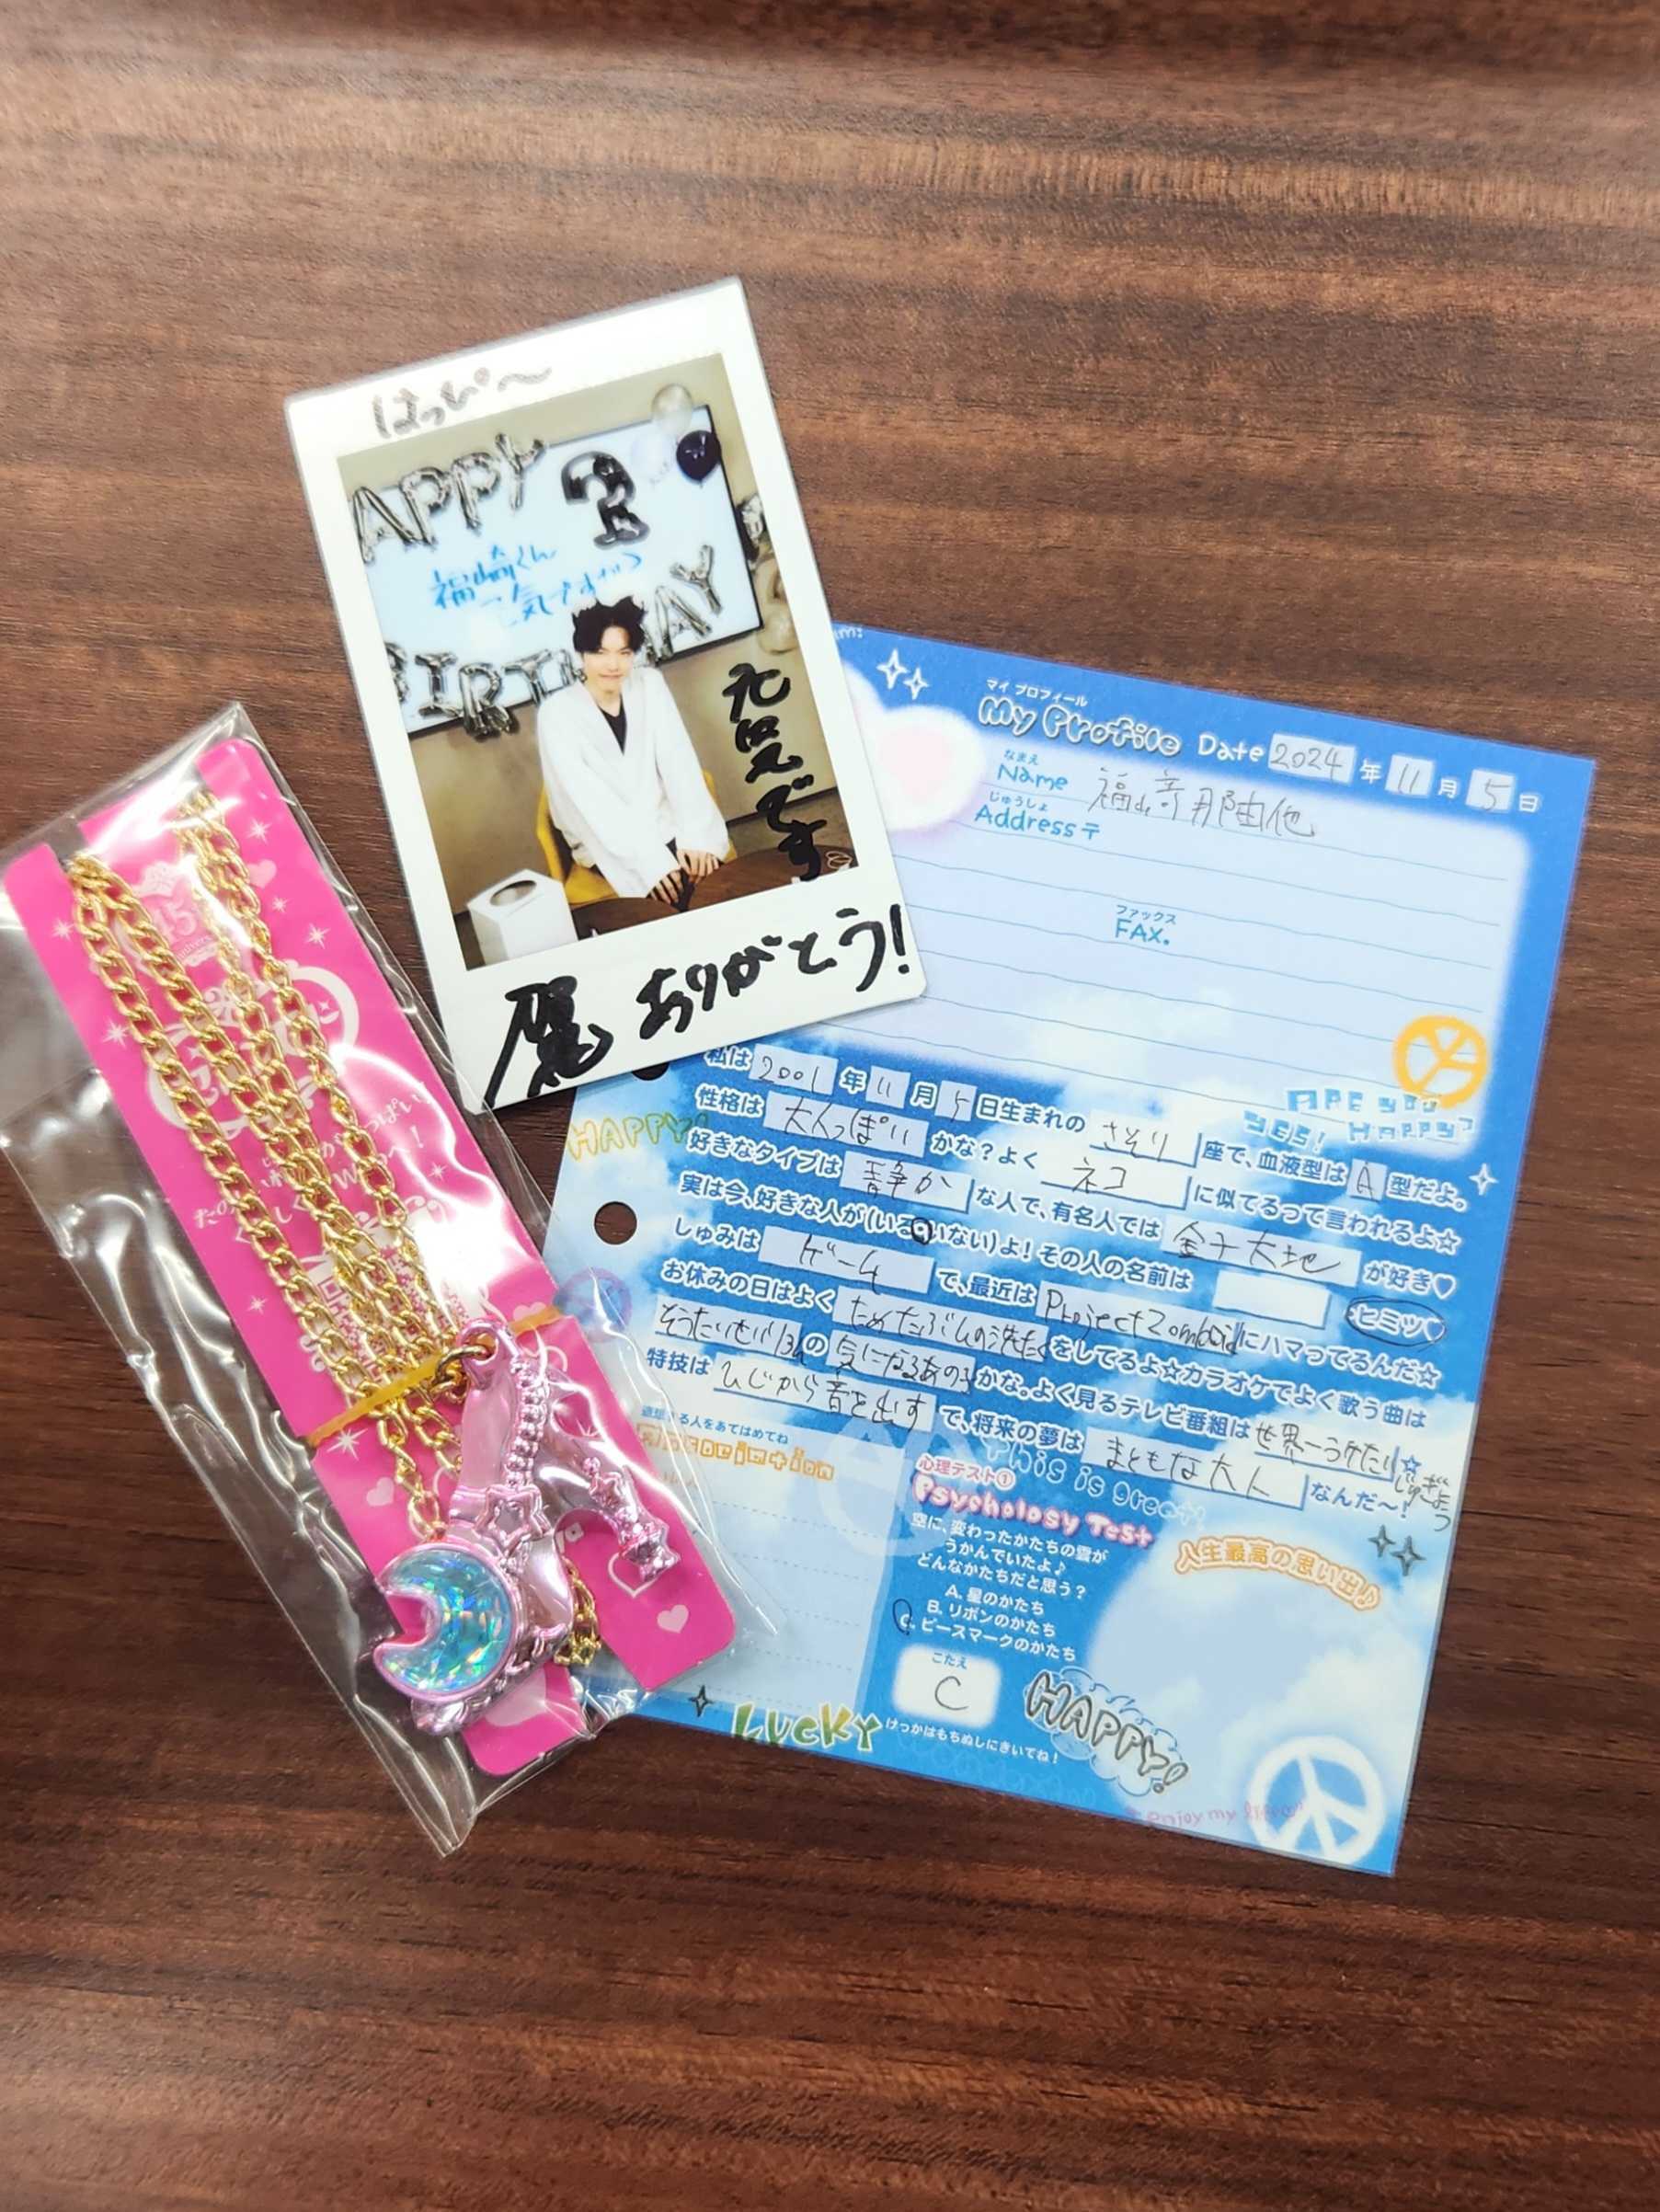 はっぴ〜
APPY
福崎くん
元気ですかっ
BIRTH AY
元気です
ありがとう!
マイ プロフィール
My Profile Date 2024 年 11 月 5 日
なまえ
Name 福崎那由他
じゅうしょ
Address 〒
ファックス
FAX.
ARE YOU HAPPY?
YES!
HAPPY!
私は 2001 年 11 月 5 日生まれの さそり 座で、血液型は A 型だよ。
性格は 大人っぽい かな?よく ネコ に似てるって言われるよ☆
好きなタイプは 静か な人で、有名人では 金子大地 が好き♡
実は今、好きな人が(いる・いない)よ!その人の名前は ヒミツ♡
しゅみは ゲーム で、最近は Project Zomboid にハマってるんだ☆
お休みの日はよく ためたぶんの洗たく をしてるよ☆カラオケでよく歌う曲は
そうたいせいりろん の 気になるあの子 かな。よく見るテレビ番組は 世界一うけたい じゅぎょう ☆
特技は ひじから音を出す で、将来の夢は まともな大人 なんだ〜!
This is great!
心理テスト①
Psychology Test
空に、変わったかたちの雲が
うかんでいたよ♪
どんなかたちだと思う?
A. 星のかたち
B. リボンのかたち
C. ピースマークのかたち
こたえ
C
けっかはもちぬしにきいてね!
人生最高の思い出♪
LUCKY
HAPPY!
enjoy my life